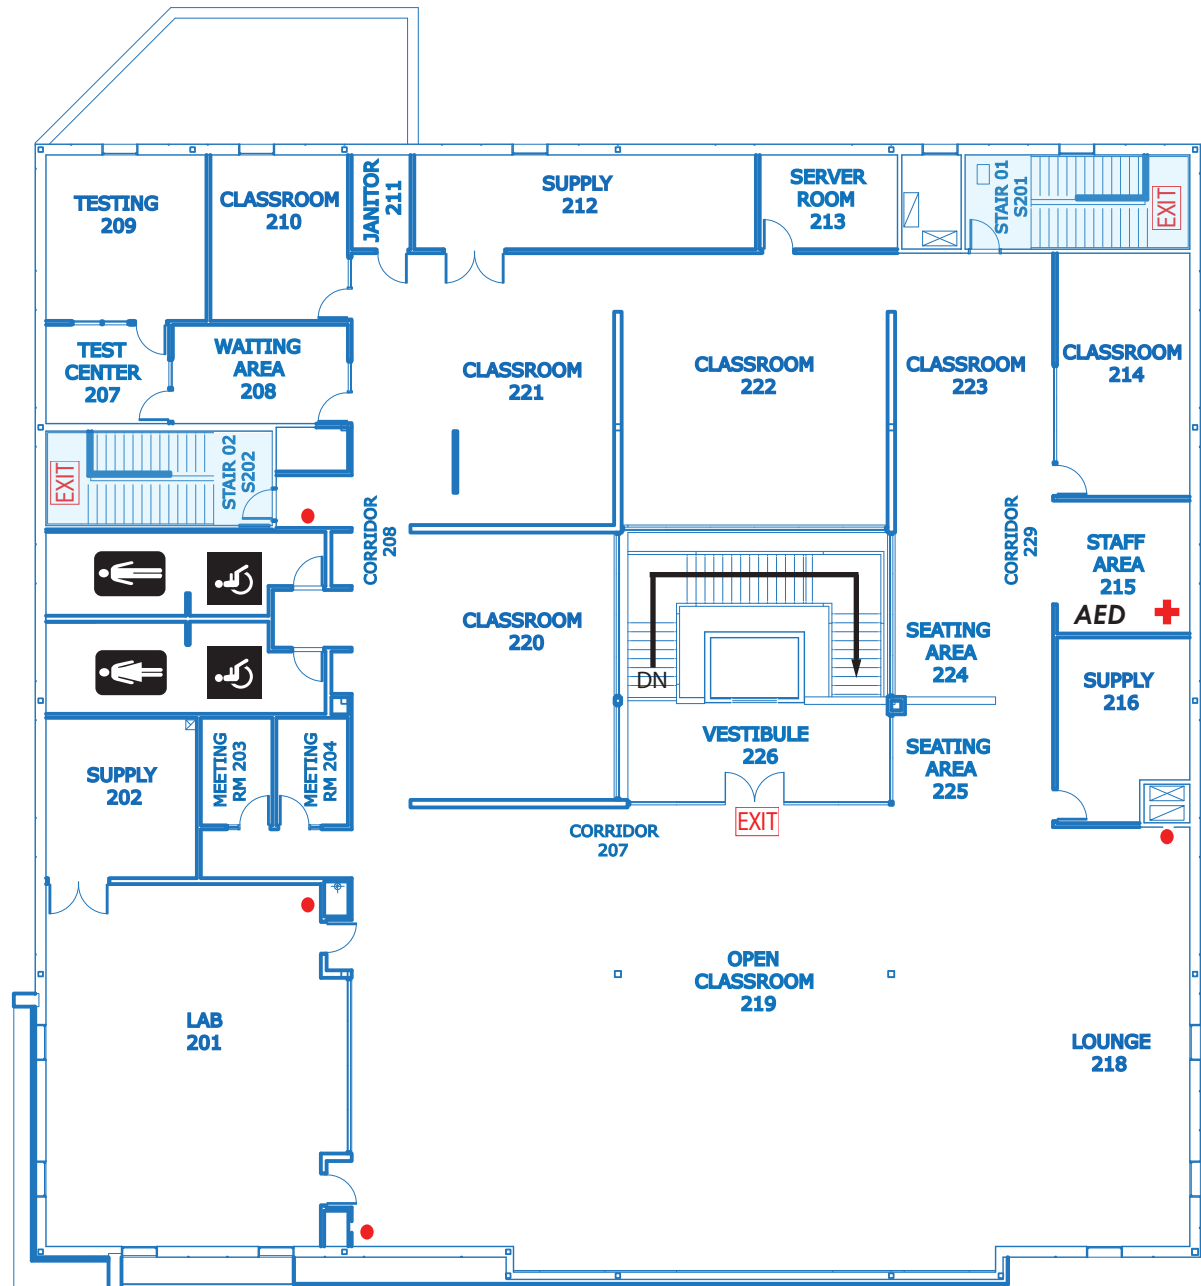 TESTING
209
CLASSROOM
210
JANITOR
211
SUPPLY
212
SERVER
ROOM
213
STAIR 01
S201
EXIT
TEST
CENTER
207
WAITING
AREA
208
CLASSROOM
221
CLASSROOM
222
CLASSROOM
223
CLASSROOM
214
EXIT
STAIR 02
S202
CORRIDOR
208
CORRIDOR
229
STAFF
AREA
215
AED
CLASSROOM
220
DN
SEATING
AREA
224
SUPPLY
216
VESTIBULE
226
SEATING
AREA
225
SUPPLY
202
MEETING
RM 203
MEETING
RM 204
EXIT
CORRIDOR
207
OPEN
CLASSROOM
219
LAB
201
LOUNGE
218